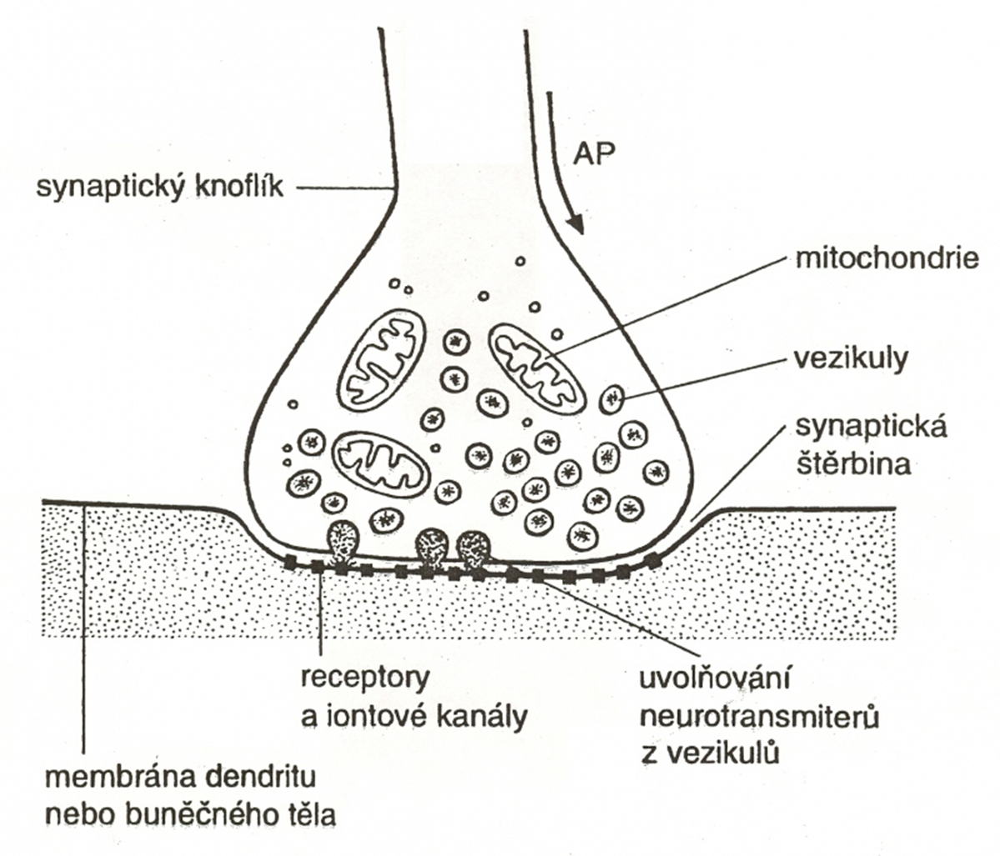 AP
synaptický knoflík
mitochondrie
vezikuly
synaptická
štěrbina
receptory
a iontové kanály
uvolňování
neurotransmiterů
z vezikulů
membrána dendritu
nebo buněčného těla